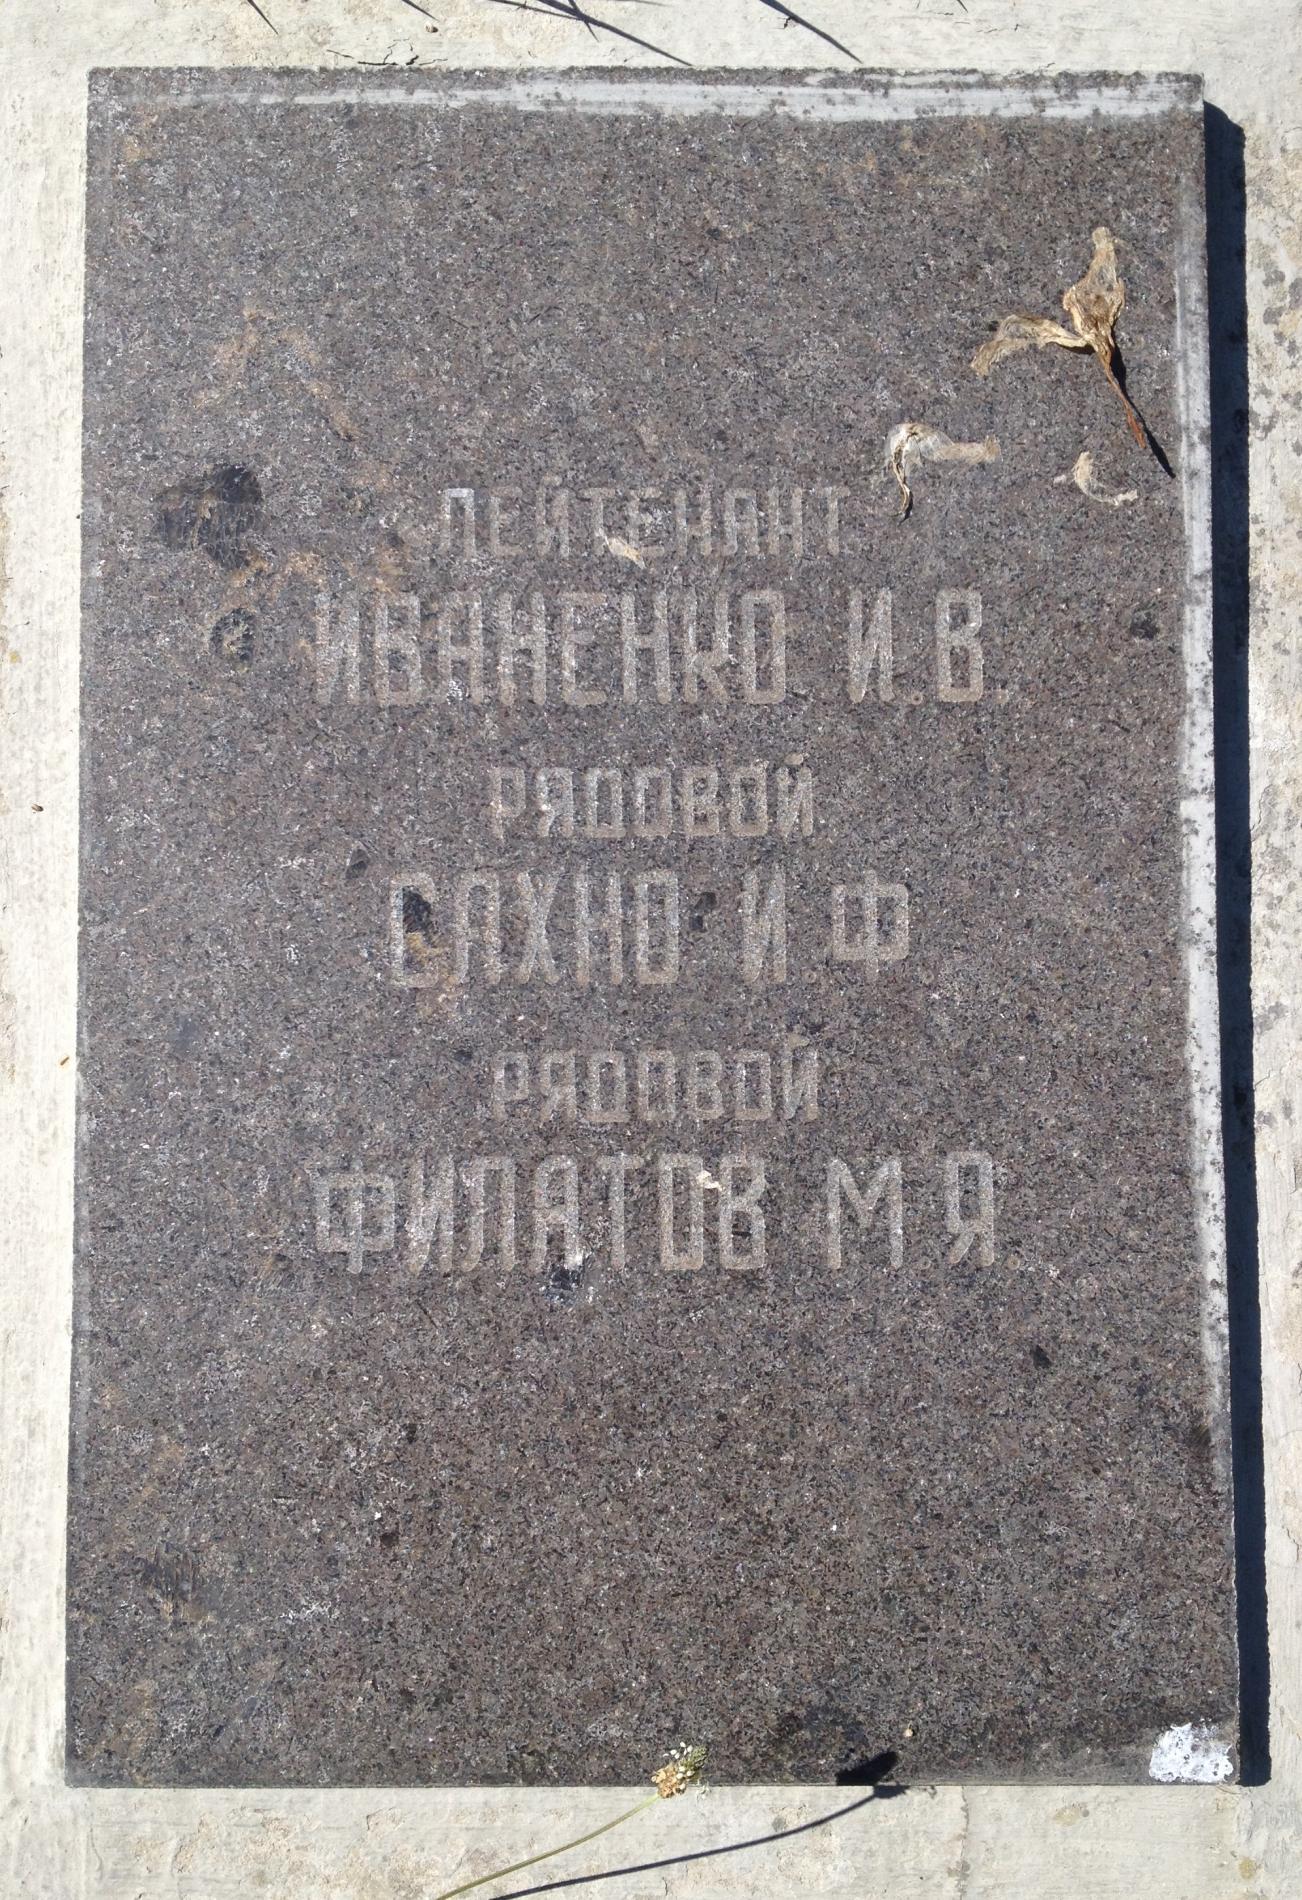 ЛЕЙТЕНАНТ
ИВАНЕНКО И.В.
РЯДОВОЙ
САХНО И.Ф
РЯДОВОЙ
ФИЛАТОВ М.Я.